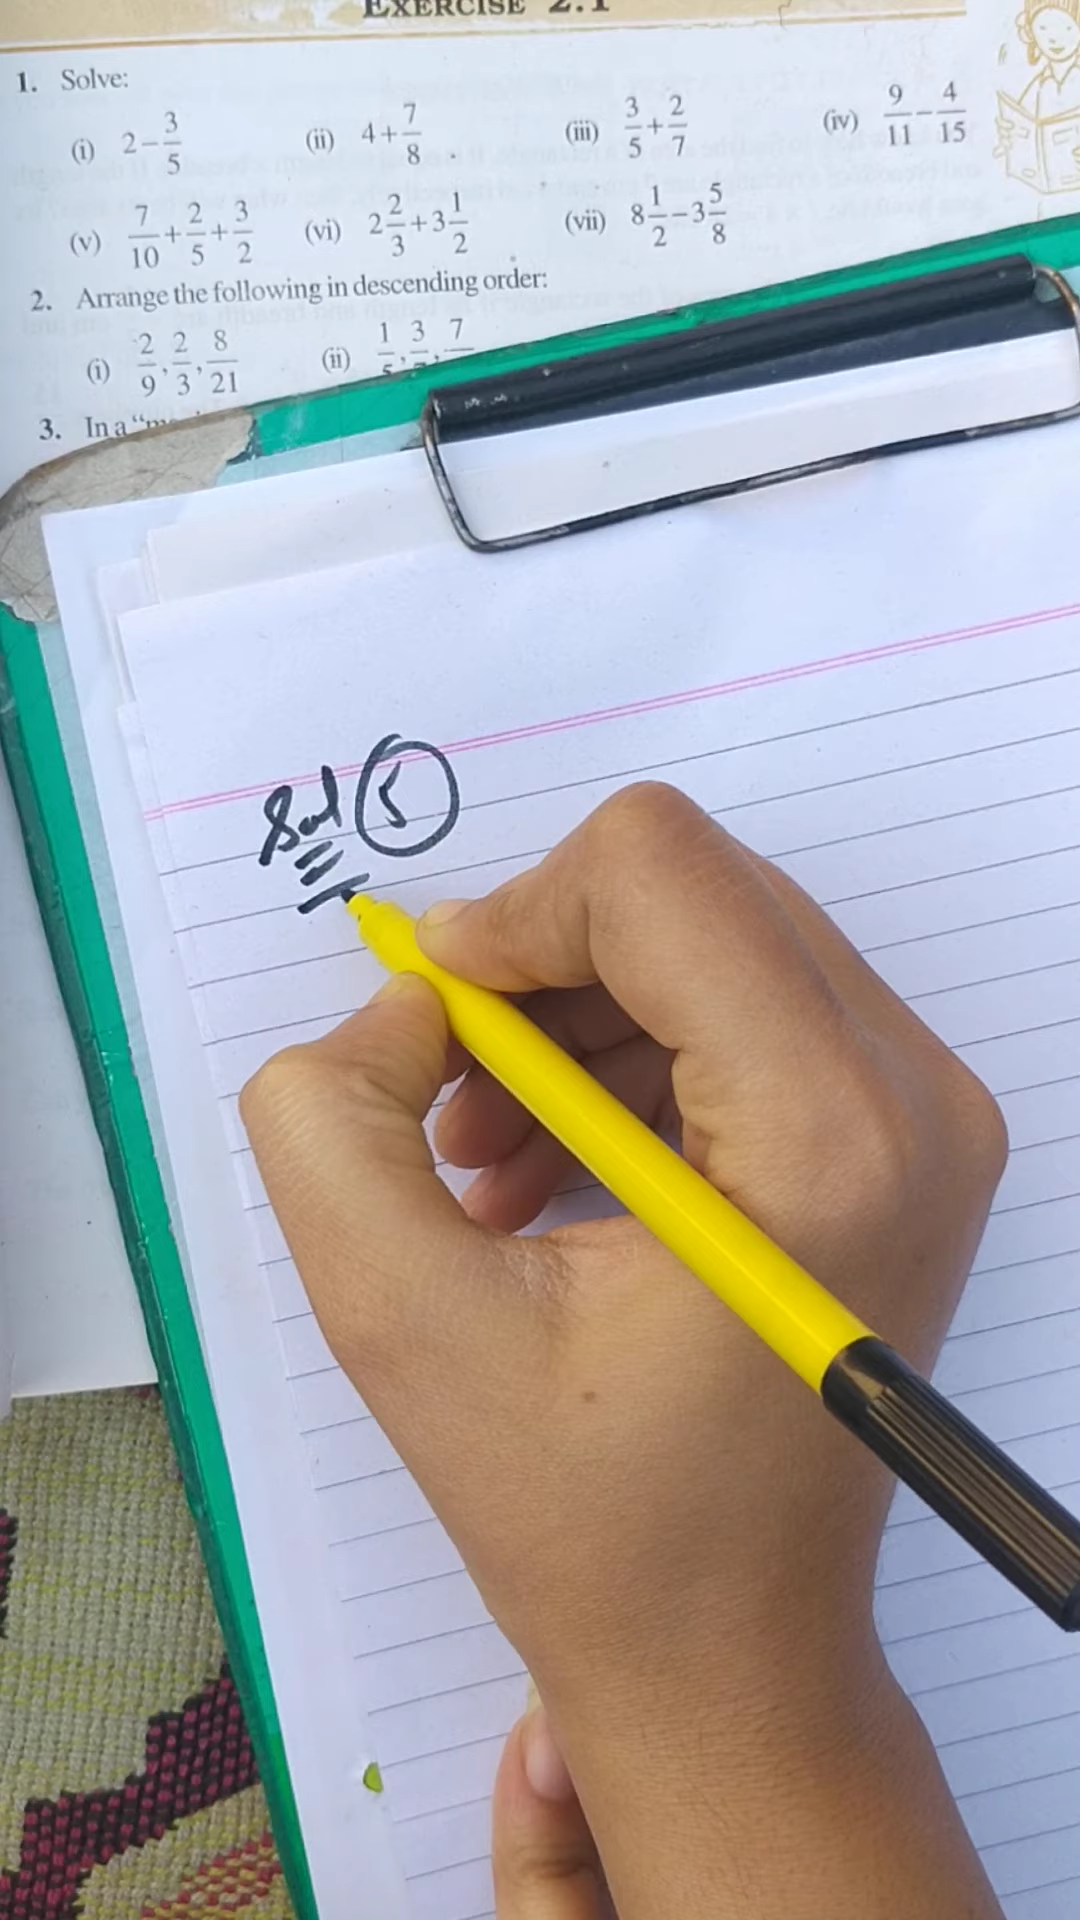 EXERCISE 2.1
1. Solve:
(i) 2 - 3/5 (ii) 4 + 7/8 (iii) 3/5 + 2/7 (iv) 9/11 - 4/15
(v) 7/10 + 2/5 + 3/2 (vi) 2 2/3 + 3 1/2 (vii) 8 1/2 - 3 5/8
2. Arrange the following in descending order:
(i) 2/9, 2/3, 8/21 (ii) 1/5, 3/, 7/
3. In a "
Sol 5